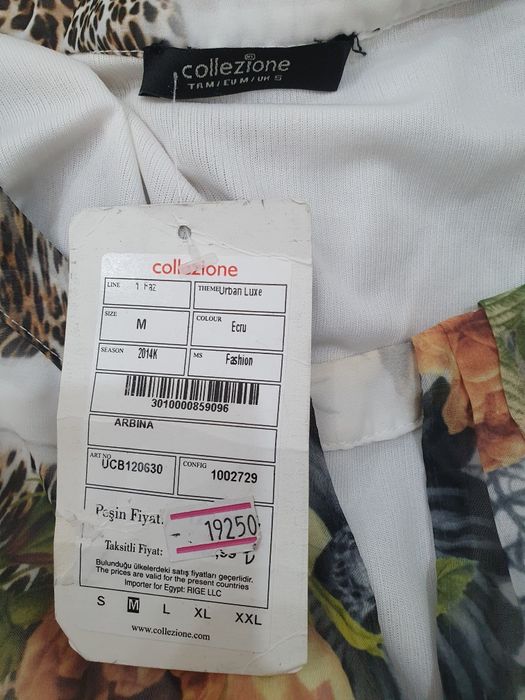 collezione
TRM/EU M/UK S
collezione
LINE
1. Faz
THEME Urban Luxe
SIZE
M
COLOUR
Ecru
SEASON 2014K
MS
Fashion
3010000859096
ARBINA
ART NO
UCB120630
CONFIG
1002729
Peşin Fiyat:
19250
Taksitli Fiyat:
Bulunduğu ülkelerdeki satış fiyatları geçerlidir.
The prices are valid for the present countries
Importer for Egypt: RIGE LLC
S M L XL XXL
www.collezione.com